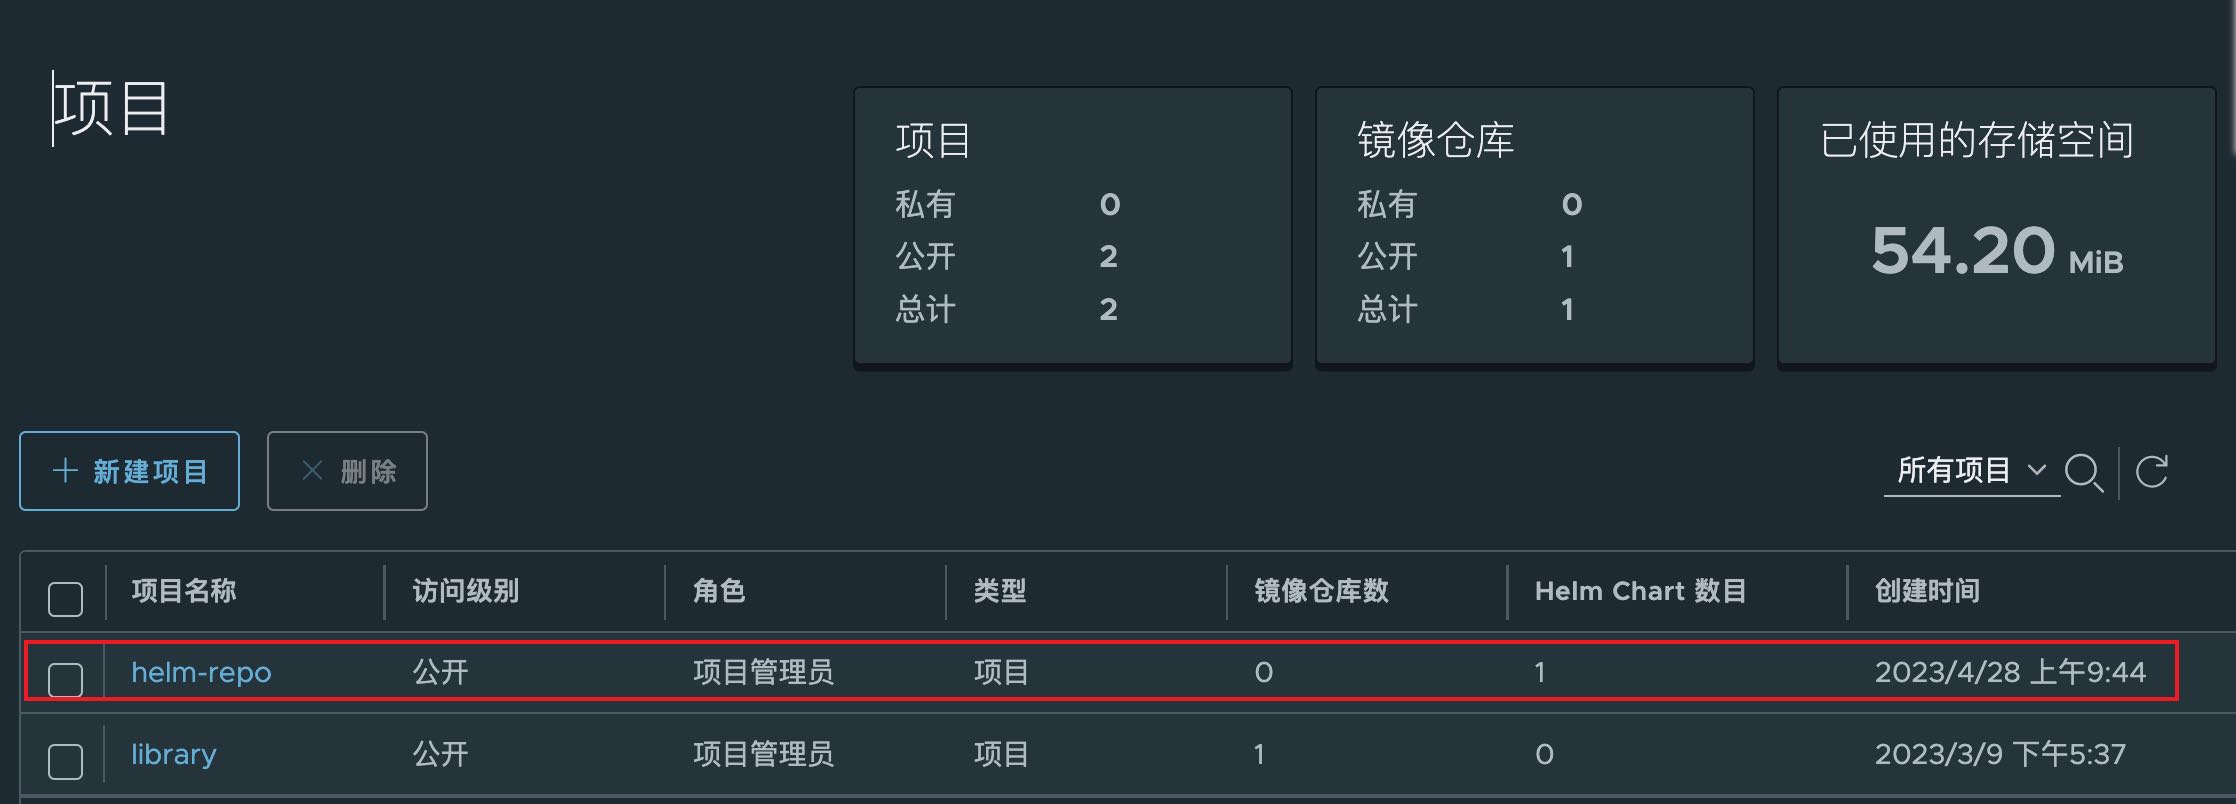 项目
项目
私有 0
公开 2
总计 2
镜像仓库
私有 0
公开 1
总计 1
已使用的存储空间
54.20 MiB
新建项目 删除 所有项目
项目名称 访问级别 角色 类型 镜像仓库数 Helm Chart 数目 创建时间
helm-repo 公开 项目管理员 项目 0 1 2023/4/28 上午9:44
library 公开 项目管理员 项目 1 0 2023/3/9 下午5:37